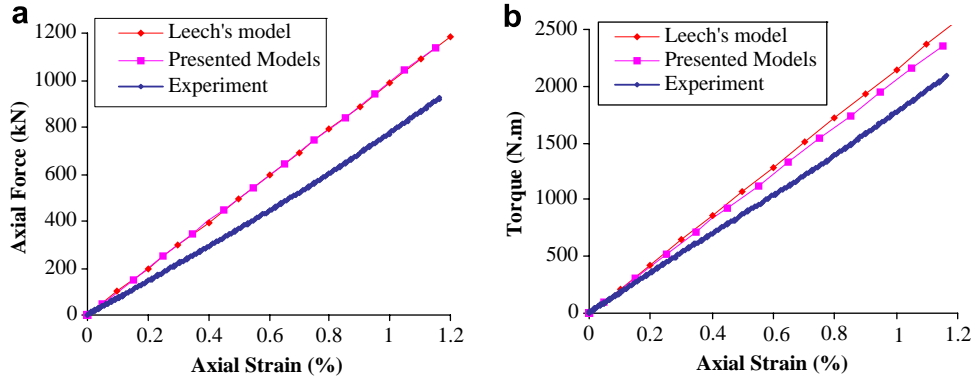 a
Axial Force (kN)
1200
1000
800
600
400
200
0
Leech's model
Presented Models
Experiment
0
0.2
0.4
0.6
0.8
1
1.2
Axial Strain (%)
b
Torque (N.m)
2500
2000
1500
1000
500
0
Leech's model
Presented Models
Experiment
0
0.2
0.4
0.6
0.8
1
1.2
Axial Strain (%)